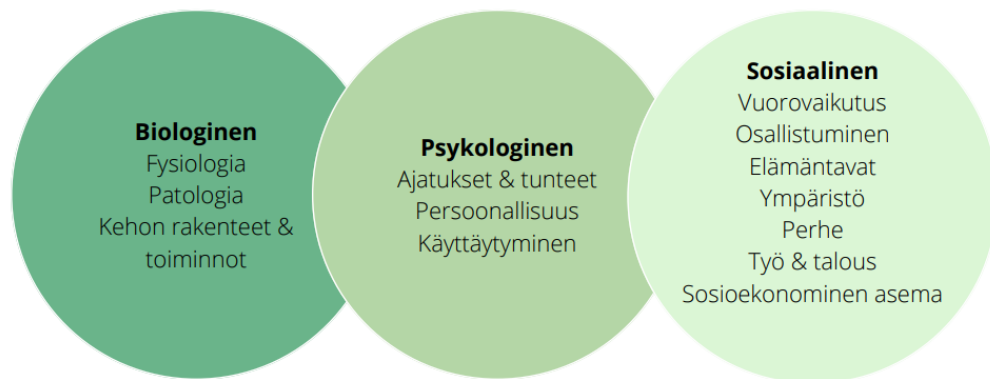 Biologinen
Fysiologia
Patologia
Kehon rakenteet &
toiminnot
Psykologinen
Ajatukset & tunteet
Persoonallisuus
Käyttäytyminen
Sosiaalinen
Vuorovaikutus
Osallistuminen
Elämäntavat
Ympäristö
Perhe
Työ & talous
Sosioekonominen asema